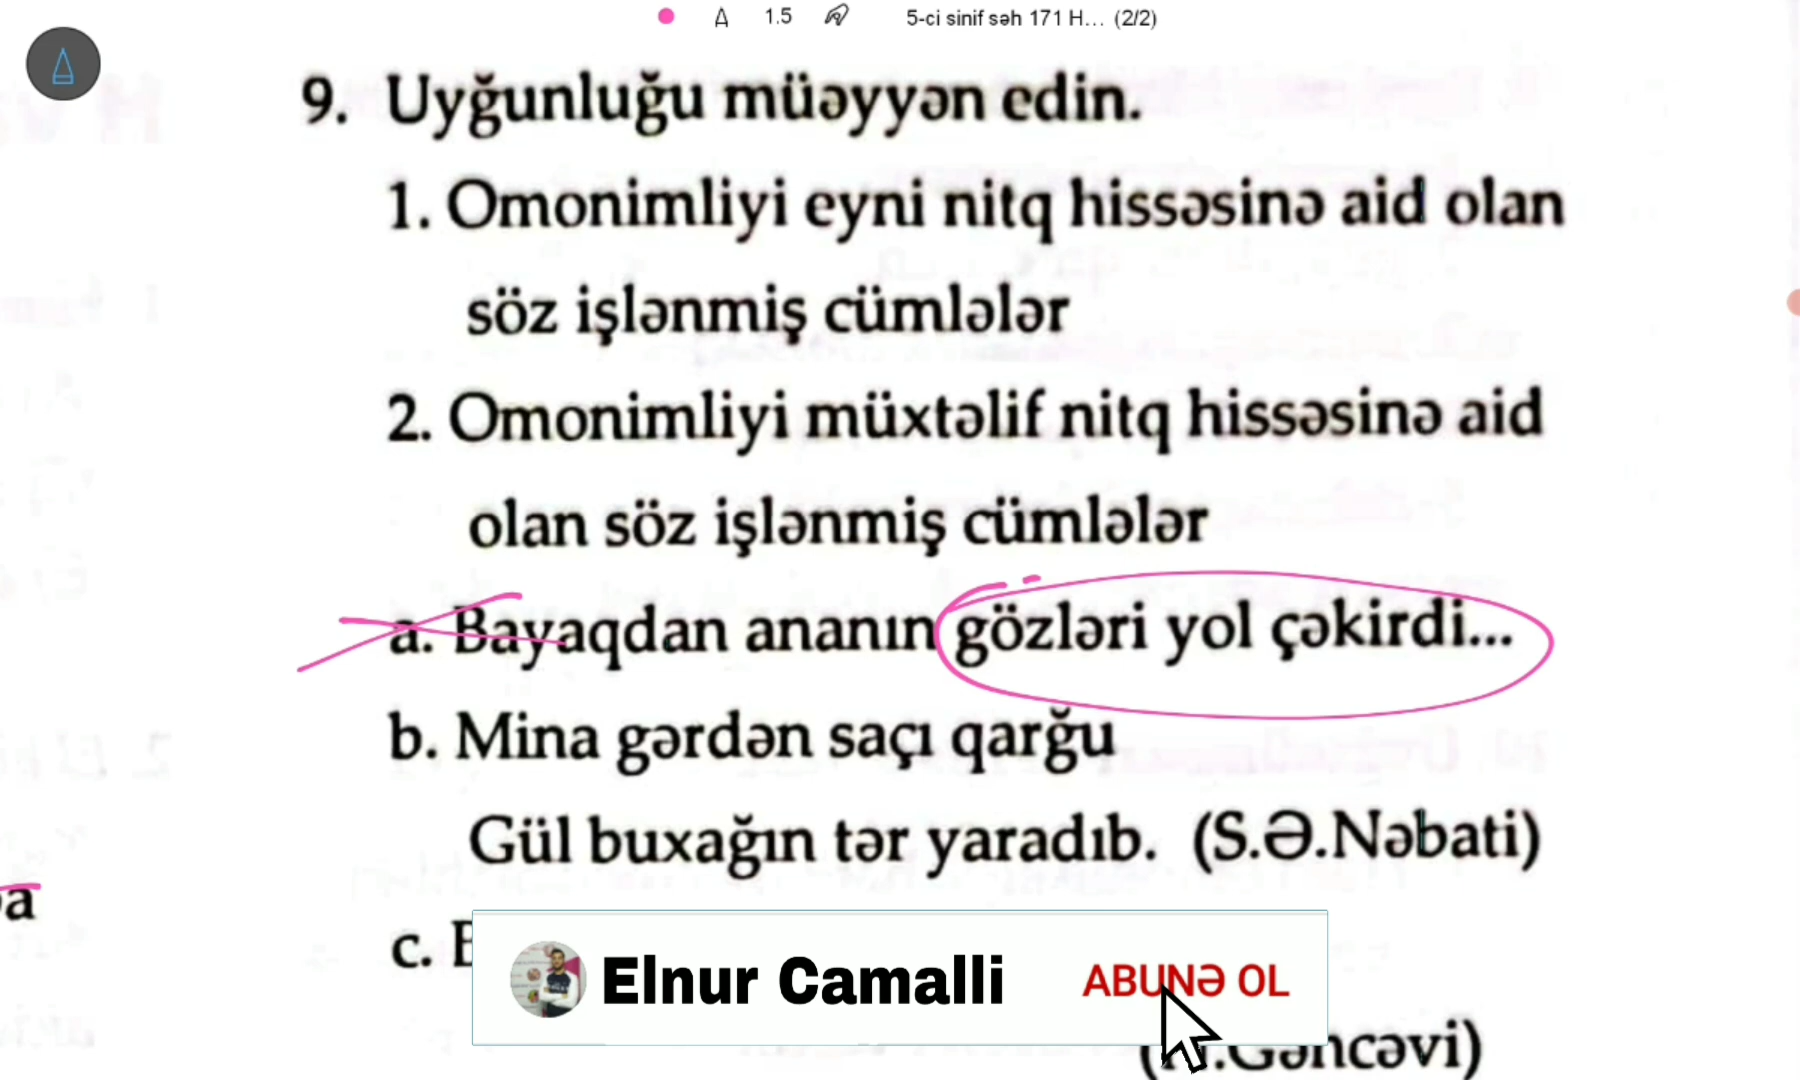 1.5 5-ci sinif səh 171 H... (2/2)
9. Uyğunluğu müəyyən edin.
1. Omonimliyi eyni nitq hissəsinə aid olan
söz işlənmiş cümlələr
2. Omonimliyi müxtəlif nitq hissəsinə aid
olan söz işlənmiş cümlələr
a. Bayaqdan ananın gözləri yol çəkirdi...
b. Mina gərdən saçı qarğu
Gül buxağın tər yaradıb. (S.Ə.Nəbati)
c.
Elnur Camalli ABUNƏ OL